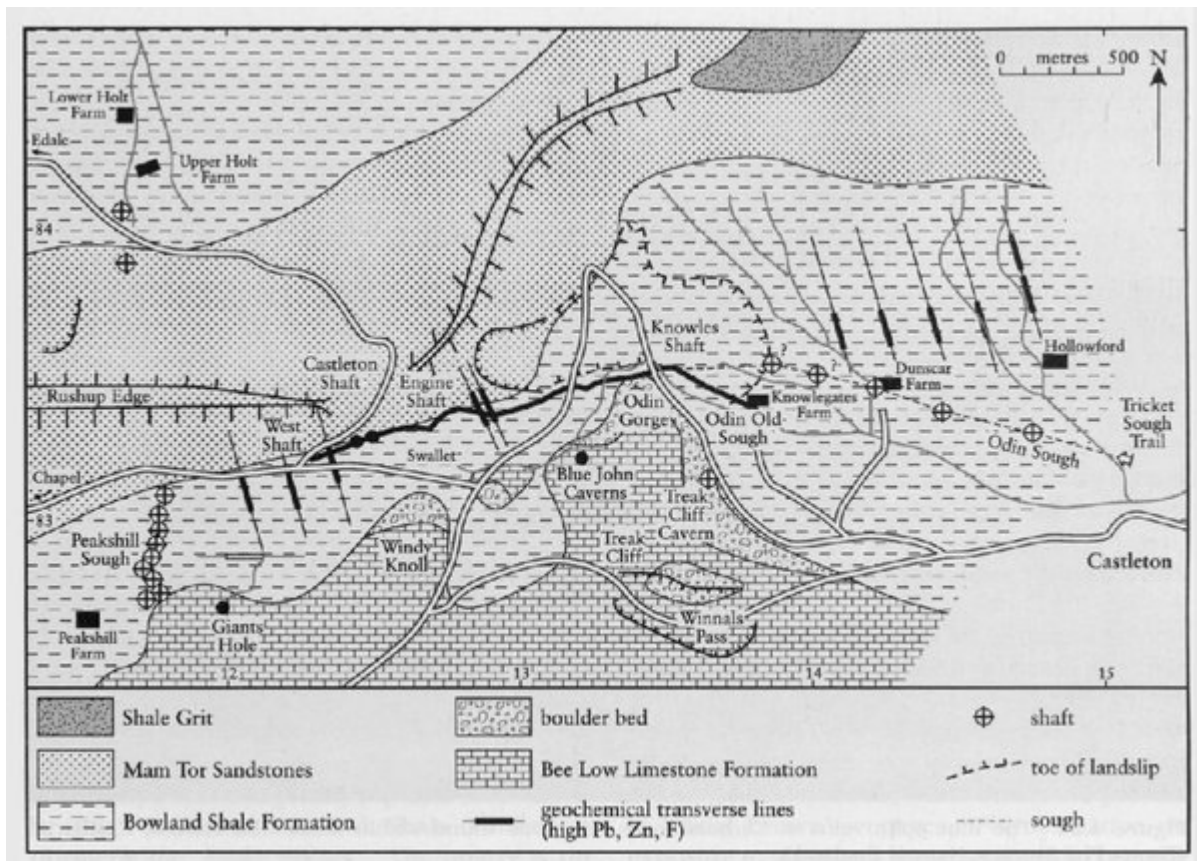 0 metres 500 N
Lower Holt
Farm
Edale
Upper Holt
Farm
84
Knowles
Shaft
Hollowford
Castleton
Shaft
Engine
Shaft
Dunscar
Farm
Rushup Edge
Odin
Gorge
Knowlegates
Farm
Odin Old
Sough
Tricket
Sough
Trail
West
Shaft
Swallet
Odin Sough
Chapel
Blue John
Caverns
83
Treak
Cliff
Cavern
Peakshill
Sough
Windy
Knoll
Treak
Cliff
Castleton
Giants
Hole
Winnals
Pass
Peakshill
Farm
12 13 14 15
Shale Grit
boulder bed
shaft
Mam Tor Sandstones
Bee Low Limestone Formation
toe of landslip
Bowland Shale Formation
geochemical transverse lines
(high Pb, Zn, F)
sough